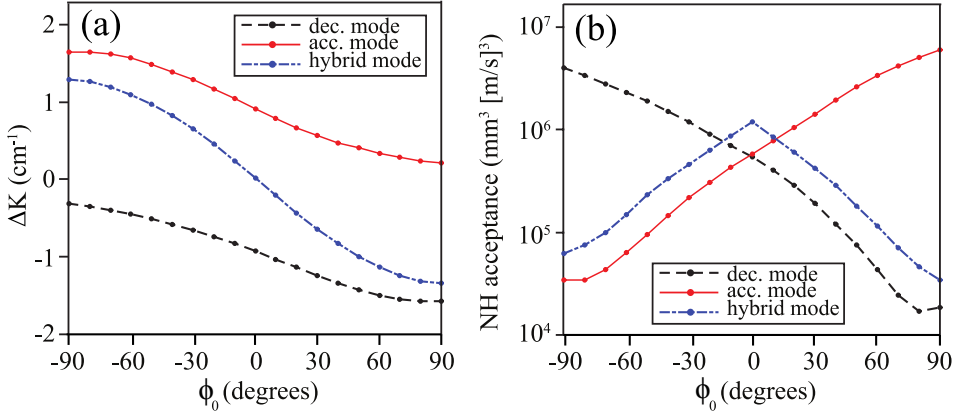 (a)
dec. mode
acc. mode
hybrid mode
2
1
0
-1
-2
ΔK (cm⁻¹)
-90
-60
-30
0
30
60
90
ϕ₀ (degrees)
(b)
10⁷
10⁶
10⁵
10⁴
NH acceptance (mm³ [m/s]³)
dec. mode
acc. mode
hybrid mode
-90
-60
-30
0
30
60
90
ϕ₀ (degrees)